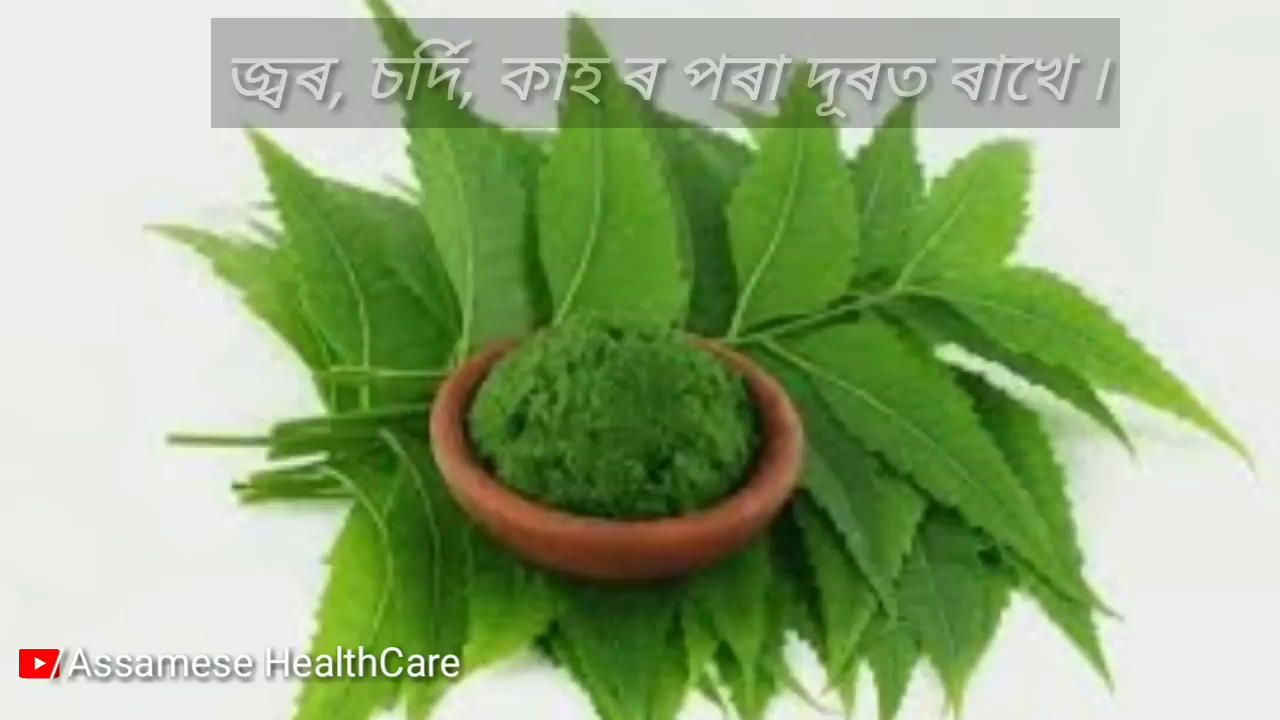 জ্বৰ, চৰ্দি, কাহ ৰ পৰা দূৰত ৰাখে ।
/Assamese HealthCare